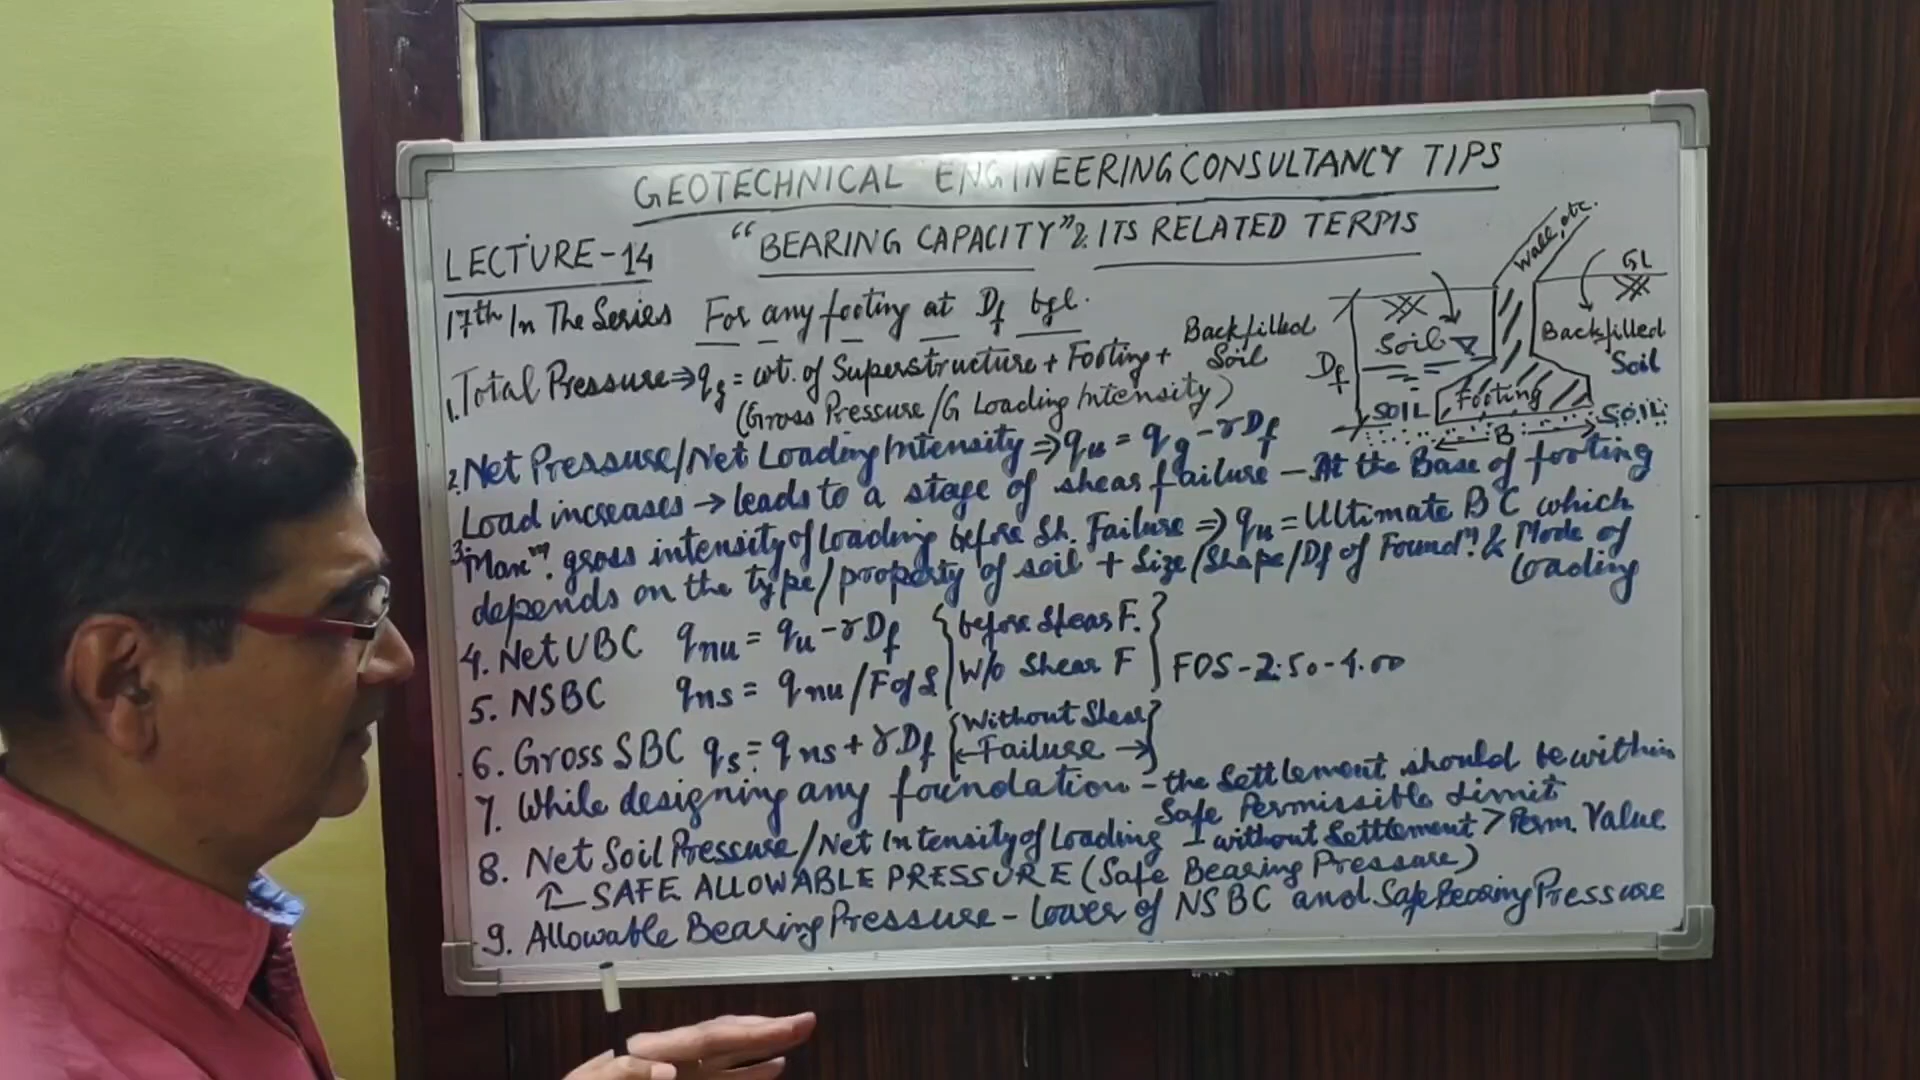 GEOTECHNICAL ENGINEERING CONSULTANCY TIPS
LECTURE-14 "BEARING CAPACITY" & ITS RELATED TERMS
17th In The Series For any footing at Df bgl.
1. Total Pressure ⇒ qg = wt. of Superstructure + Footing + Backfilled Soil
(Gross Pressure/G Loading Intensity)
2. Net Pressure/Net Loading Intensity ⇒ qn = qg - γDf
Load increases → leads to a stage of shear failure - At the Base of footing
3. Maxm. gross intensity of loading before Sh. Failure ⇒ qu = Ultimate BC which
depends on the type/property of soil + Size/Shape/Df of Foundn. & Mode of Loading
4. Net UBC qnu = qu - γDf {before Shear F.}
5. NSBC qns = qnu/FoS {W/o Shear F} FOS-2.50-4.00
6. Gross SBC qs = qns + γDf {Without Shear
← Failure →}
7. While designing any foundation - the Settlement should be within
Safe Permissible Limit
8. Net Soil Pressure/Net Intensity of Loading - without Settlement > Perm. Value
↑ SAFE ALLOWABLE PRESSURE (Safe Bearing Pressure)
9. Allowable Bearing Pressure - Lower of NSBC and Safe Bearing Pressure
Wall, etc.
GL
Soil
Backfilled
Soil
Df
SOIL
Footing
SOIL
B